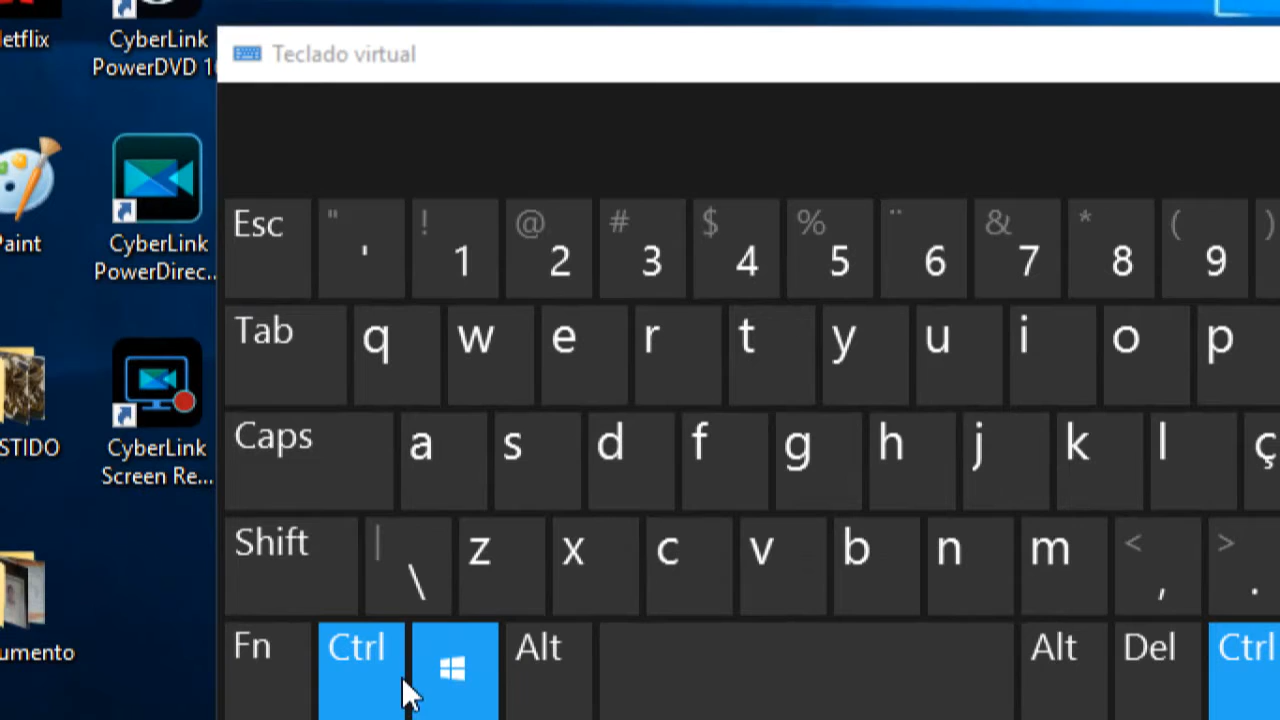 etflix
CyberLink
PowerDVD 1
Teclado virtual
Paint
CyberLink
PowerDirec...
STIDO
CyberLink
Screen Re...
umento
Esc " ' ! 1 @ 2 # 3 $ 4 % 5 ¨ 6 & 7 * 8 ( 9 )
Tab q w e r t y u i o p
Caps a s d f g h j k l ç
Shift | \ z x c v b n m < , > .
Fn Ctrl Alt Alt Del Ctrl